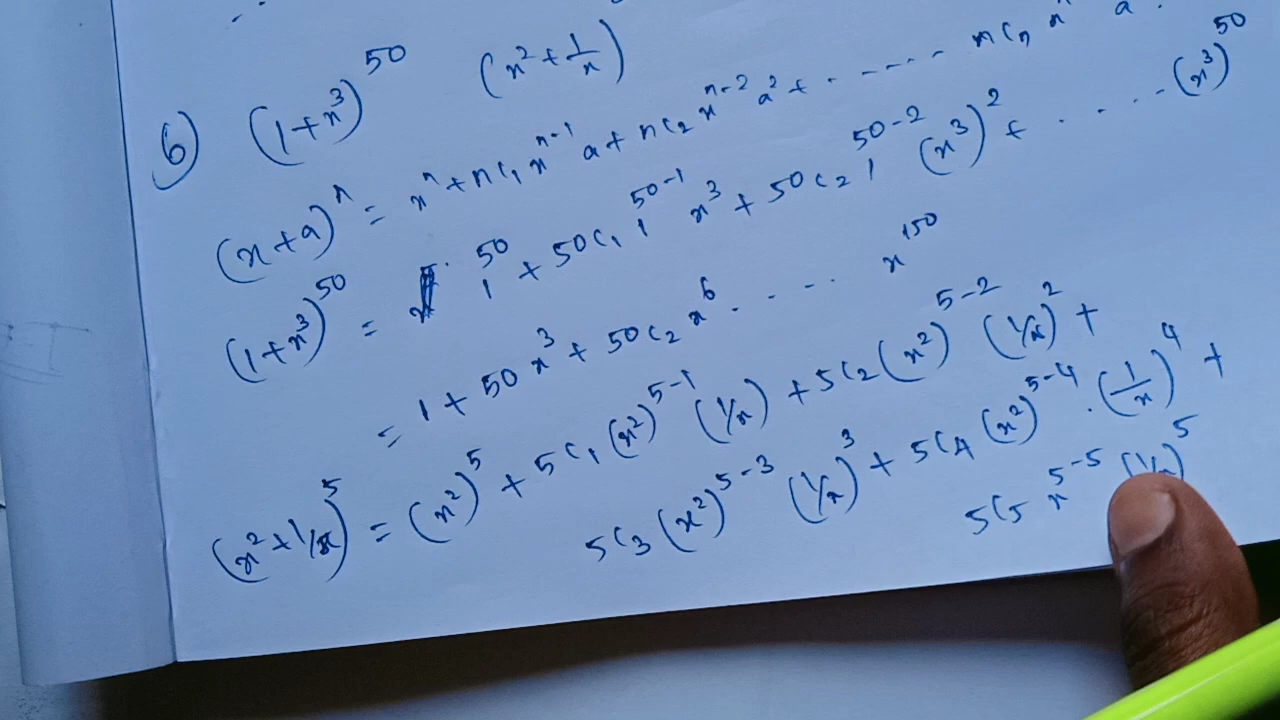 6) (1+x³)⁵⁰ (x²+1/x)
(x+a)ⁿ = xⁿ + nC₁ xⁿ⁻¹ a + nC₂ xⁿ⁻² a² + ........ nCₙ a
(1+x³)⁵⁰ = 1⁵⁰ + 50C₁ 1⁵⁰⁻¹ x³ + 50C₂ 1⁵⁰⁻² (x³)² + ..... (x³)⁵⁰
= 1 + 50 x³ + 50C₂ x⁶ ..... x¹⁵⁰
(x²+1/x)⁵ = (x²)⁵ + 5C₁ (x²)⁵⁻¹ (1/x) + 5C₂ (x²)⁵⁻² (1/x)² +
5C₃ (x²)⁵⁻³ (1/x)³ + 5C₄ (x²)⁵⁻⁴ . (1/x)⁴ +
5C₅ x⁵⁻⁵ (1/x)⁵